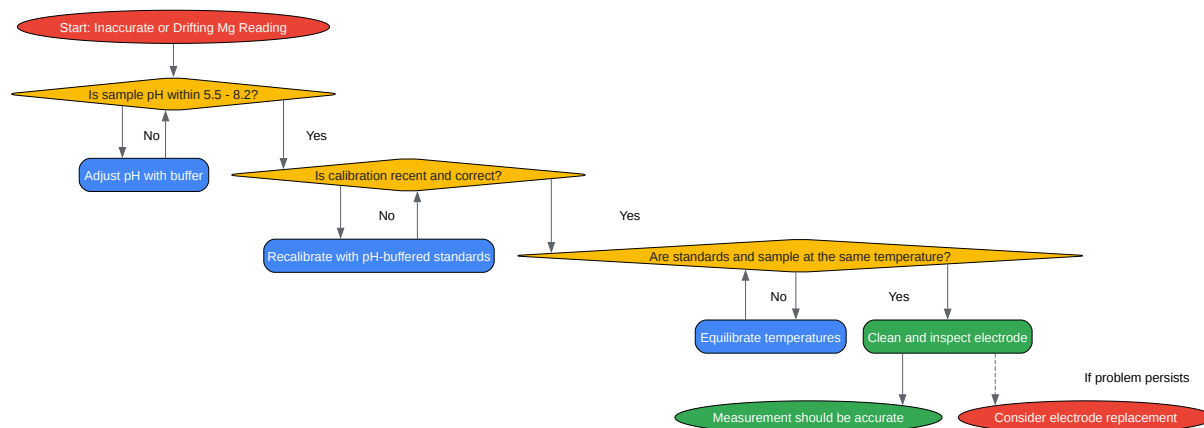 Start: Inaccurate or Drifting Mg Reading
Is sample pH within 5.5 - 8.2?
No
Yes
Adjust pH with buffer
Is calibration recent and correct?
No
Yes
Recalibrate with pH-buffered standards
Are standards and sample at the same temperature?
No
Yes
Equilibrate temperatures
Clean and inspect electrode
If problem persists
Measurement should be accurate
Consider electrode replacement